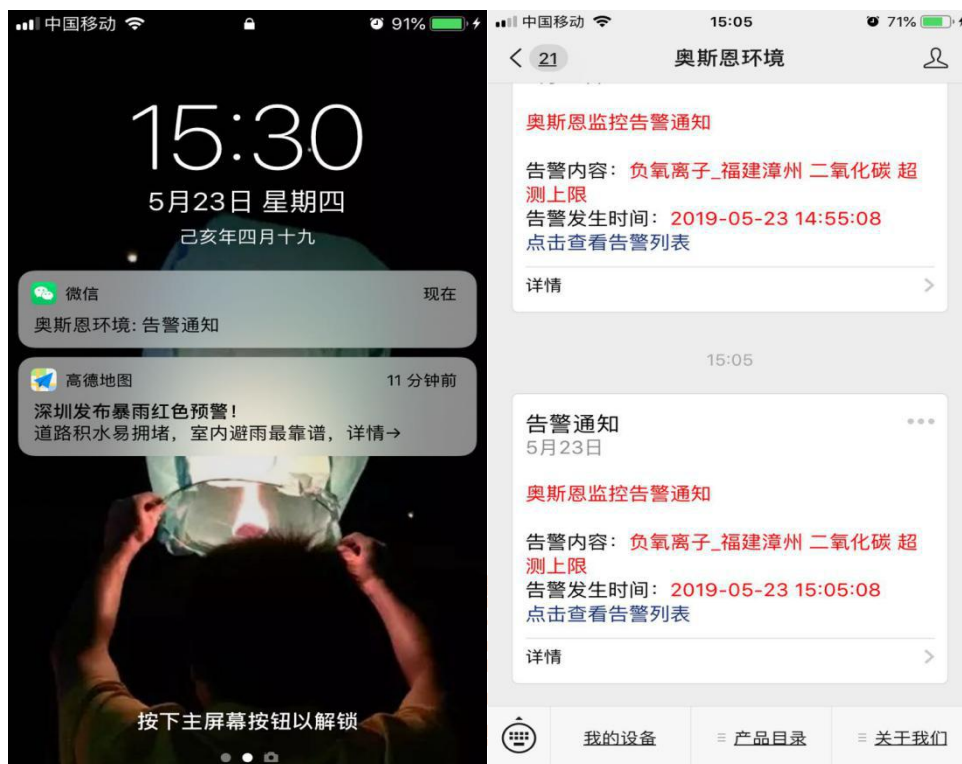 中国移动
91%
15:30
5月23日 星期四
己亥年四月十九
微信
现在
奥斯恩环境: 告警通知
高德地图
11 分钟前
深圳发布暴雨红色预警!
道路积水易拥堵，室内避雨最靠谱，详情→
按下主屏幕按钮以解锁
中国移动
15:05
71%
21
奥斯恩环境
奥斯恩监控告警通知
告警内容：负氧离子_福建漳州 二氧化碳 超
测上限
告警发生时间：2019-05-23 14:55:08
点击查看告警列表
详情
15:05
告警通知
5月23日
奥斯恩监控告警通知
告警内容：负氧离子_福建漳州 二氧化碳 超
测上限
告警发生时间：2019-05-23 15:05:08
点击查看告警列表
详情
我的设备
产品目录
关于我们